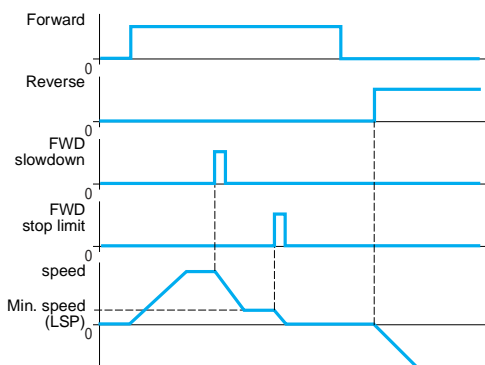 Forward
0
Reverse
0
FWD
slowdown
0
FWD
stop limit
0
speed
Min. speed
(LSP)
0